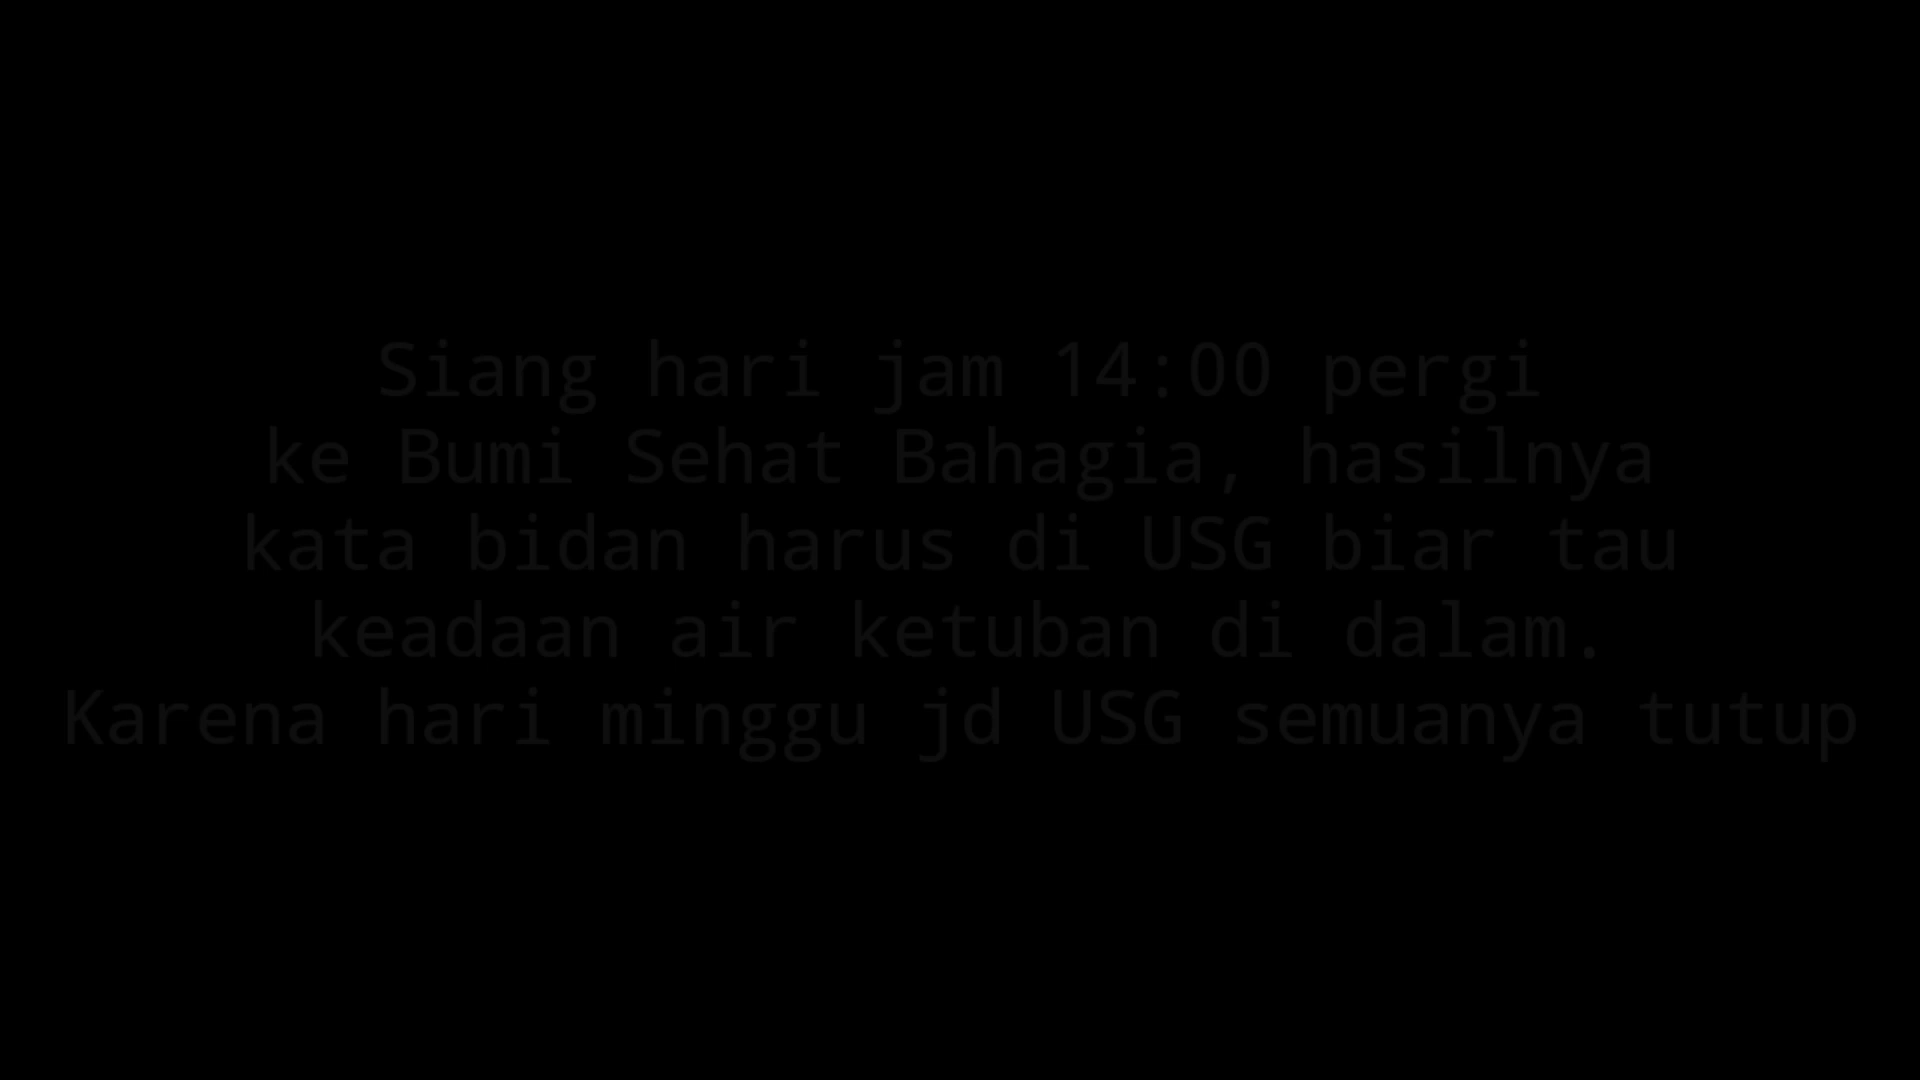 Siang hari jam 14:00 pergi
ke Bumi Sehat Bahagia, hasilnya
kata bidan harus di USG biar tau
keadaan air ketuban di dalam.
Karena hari minggu jd USG semuanya tutup